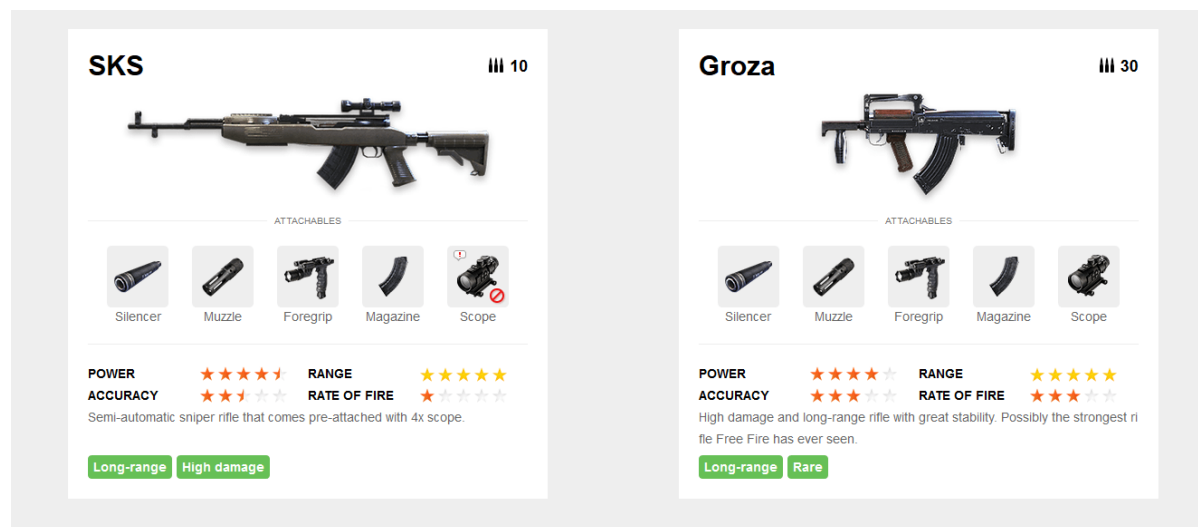 SKS
10
ATTACHABLES
Silencer Muzzle Foregrip Magazine Scope
POWER RANGE
ACCURACY RATE OF FIRE
Semi-automatic sniper rifle that comes pre-attached with 4x scope.
Long-range High damage
Groza
30
ATTACHABLES
Silencer Muzzle Foregrip Magazine Scope
POWER RANGE
ACCURACY RATE OF FIRE
High damage and long-range rifle with great stability. Possibly the strongest ri
fle Free Fire has ever seen.
Long-range Rare